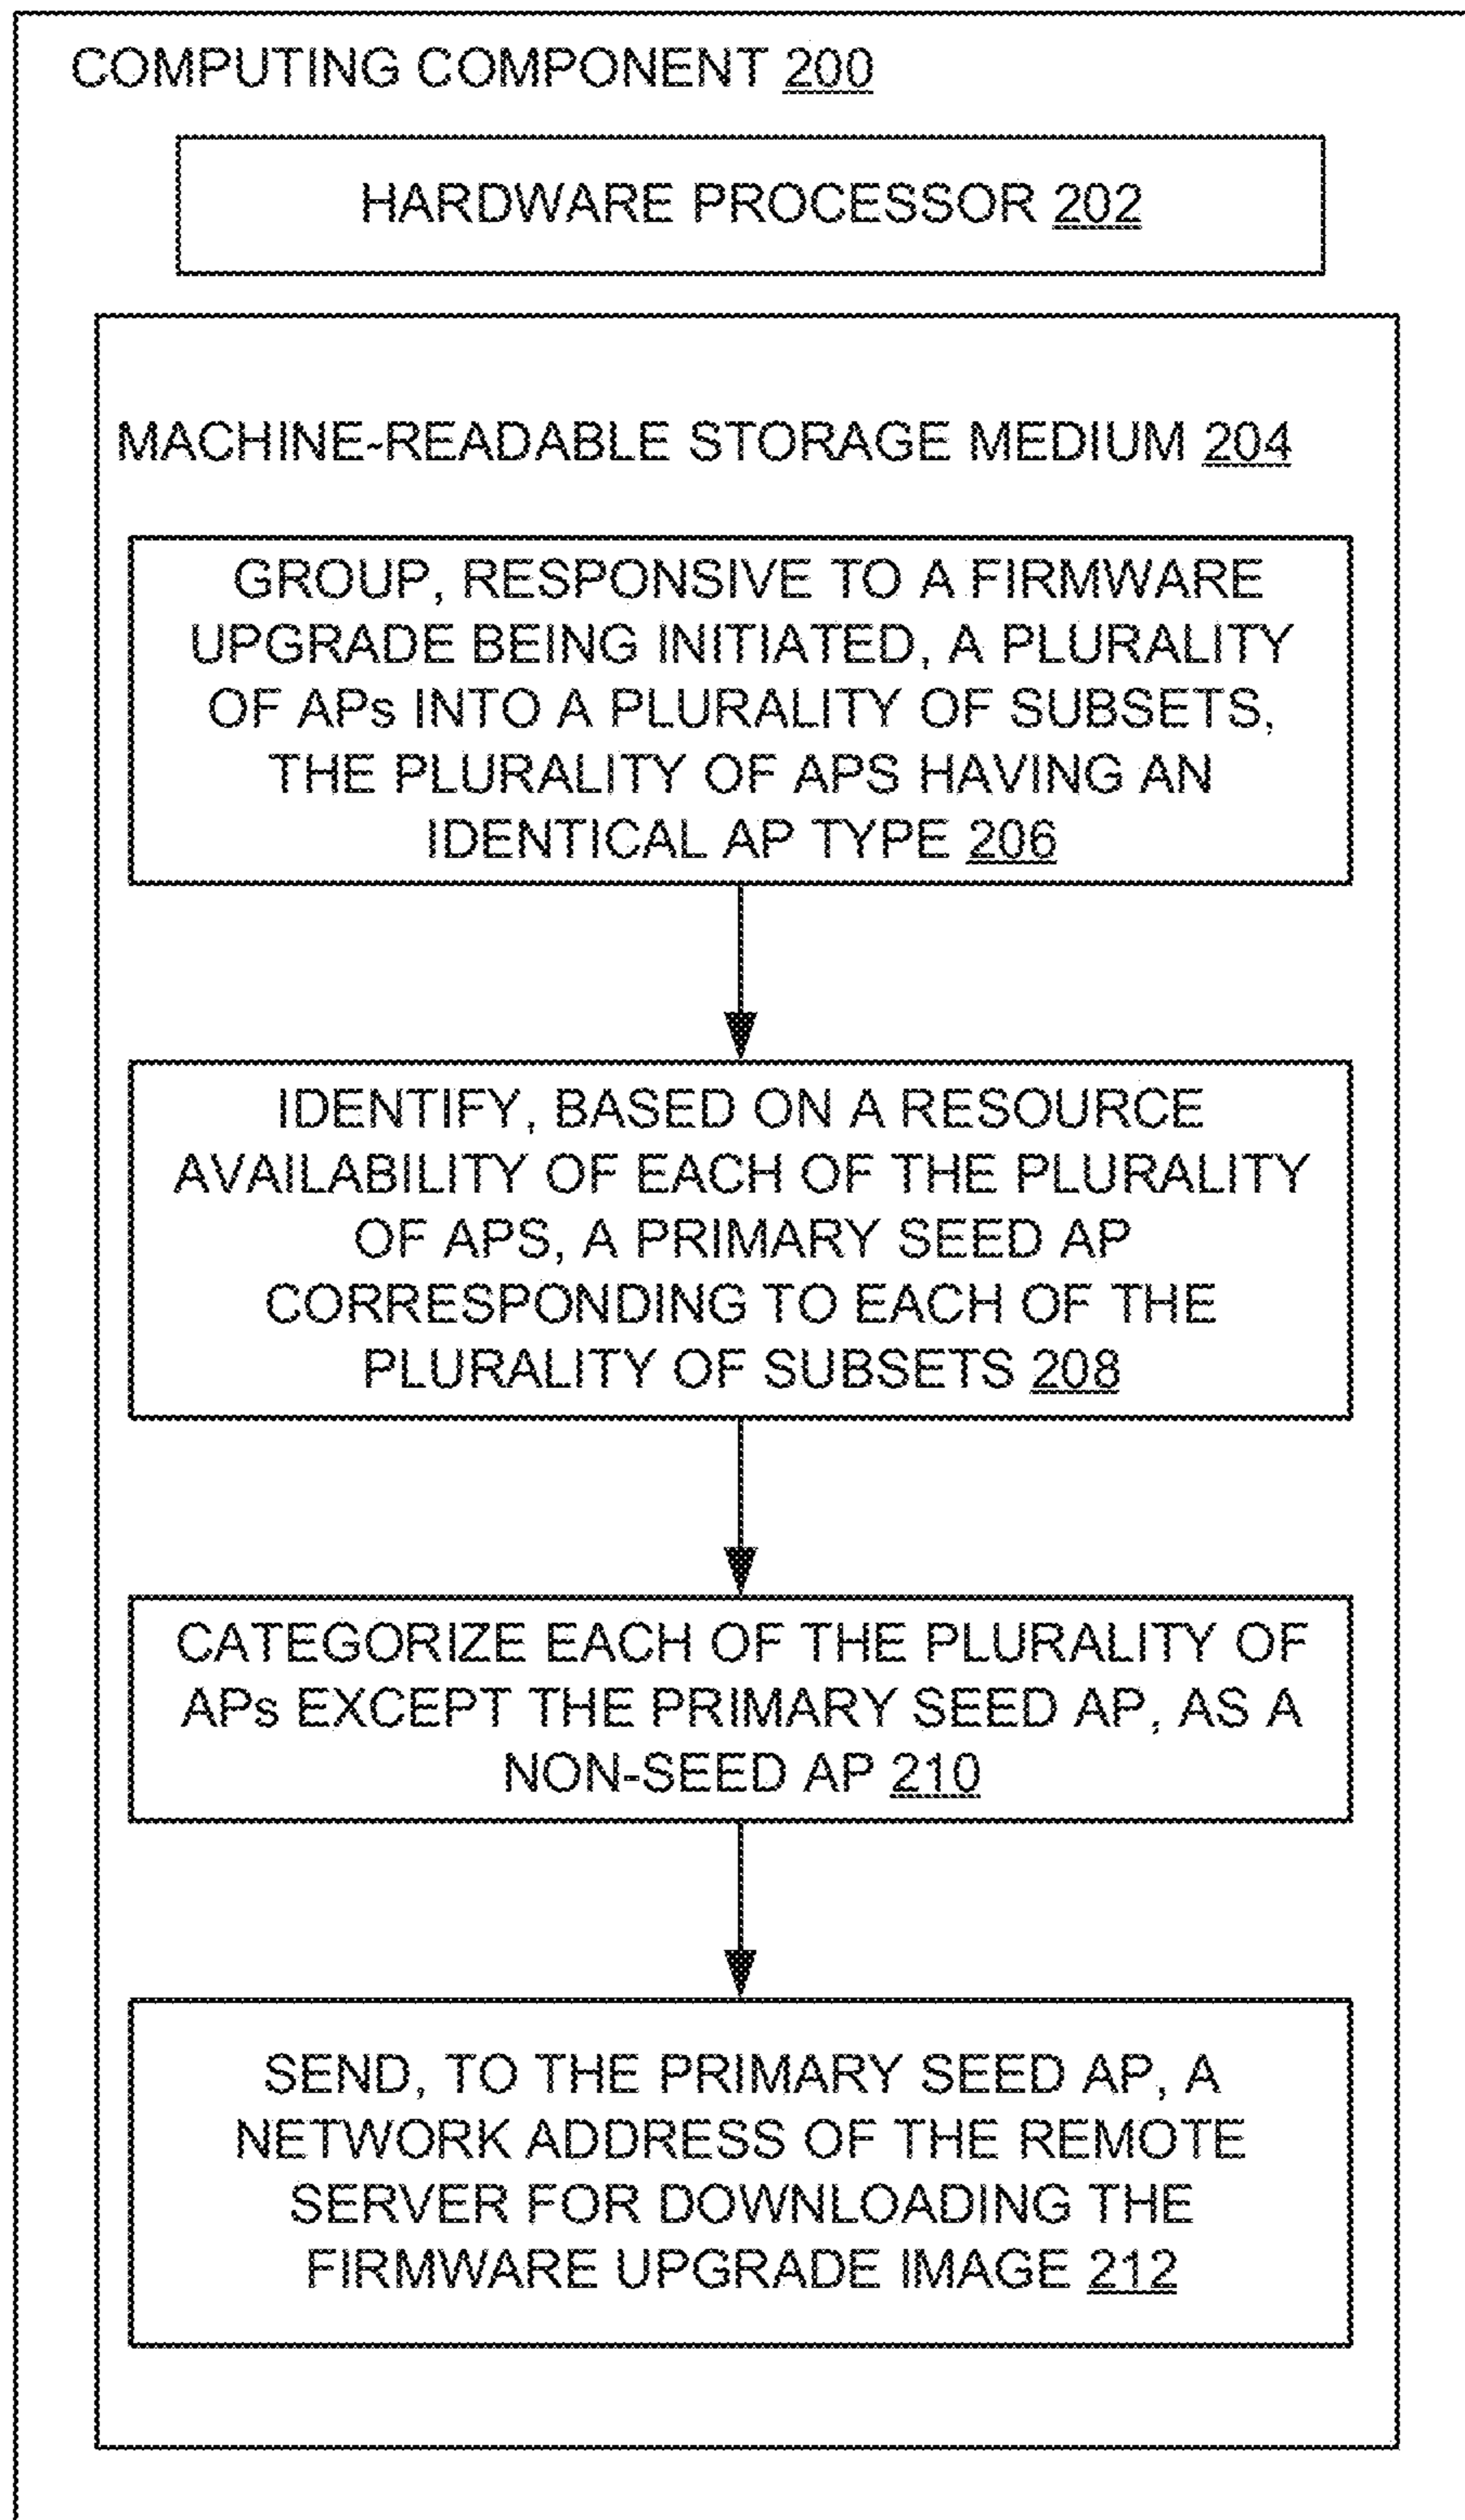 COMPUTING COMPONENT 200
HARDWARE PROCESSOR 202
MACHINE-READABLE STORAGE MEDIUM 204
GROUP, RESPONSIVE TO A FIRMWARE
UPGRADE BEING INITIATED, A PLURALITY
OF APs INTO A PLURALITY OF SUBSETS,
THE PLURALITY OF APS HAVING AN
IDENTICAL AP TYPE 206
IDENTIFY, BASED ON A RESOURCE
AVAILABILITY OF EACH OF THE PLURALITY
OF APS, A PRIMARY SEED AP
CORRESPONDING TO EACH OF THE
PLURALITY OF SUBSETS 208
CATEGORIZE EACH OF THE PLURALITY OF
APs EXCEPT THE PRIMARY SEED AP, AS A
NON-SEED AP 210
SEND, TO THE PRIMARY SEED AP, A
NETWORK ADDRESS OF THE REMOTE
SERVER FOR DOWNLOADING THE
FIRMWARE UPGRADE IMAGE 212